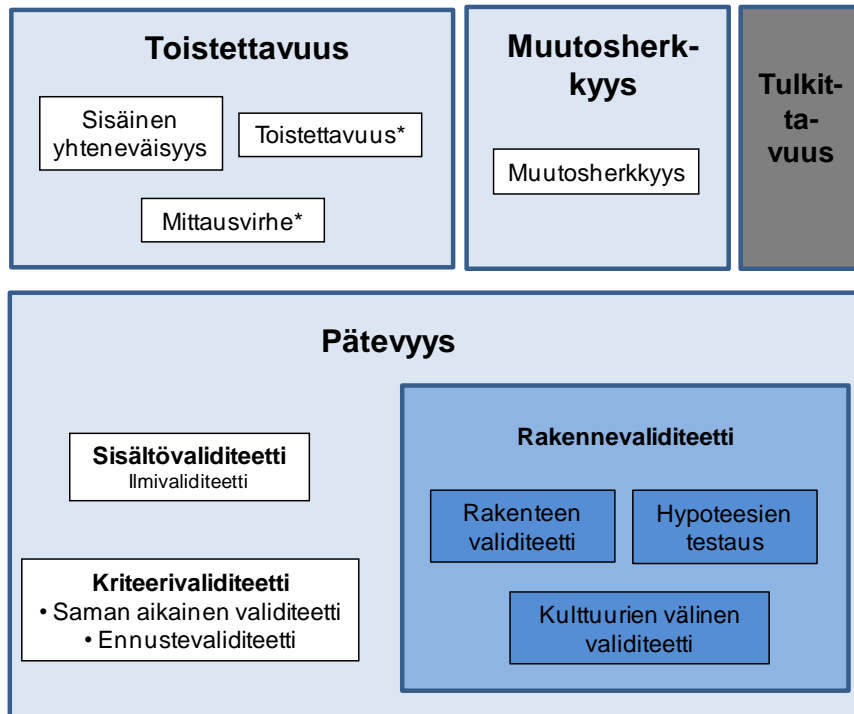 Toistettavuus
Sisäinen
yhteneväisyys
Toistettavuus*
Mittausvirhe*
Muutosherk-
kyys
Muutosherkkyys
Tulkit-
ta-
vuus
Pätevyys
Sisältövaliditeetti
Ilmivaliditeetti
Kriteerivaliditeetti
• Saman aikainen validiteetti
• Ennustevaliditeetti
Rakennevaliditeetti
Rakenteen
validiteetti
Hypoteesien
testaus
Kulttuurien välinen
validiteetti